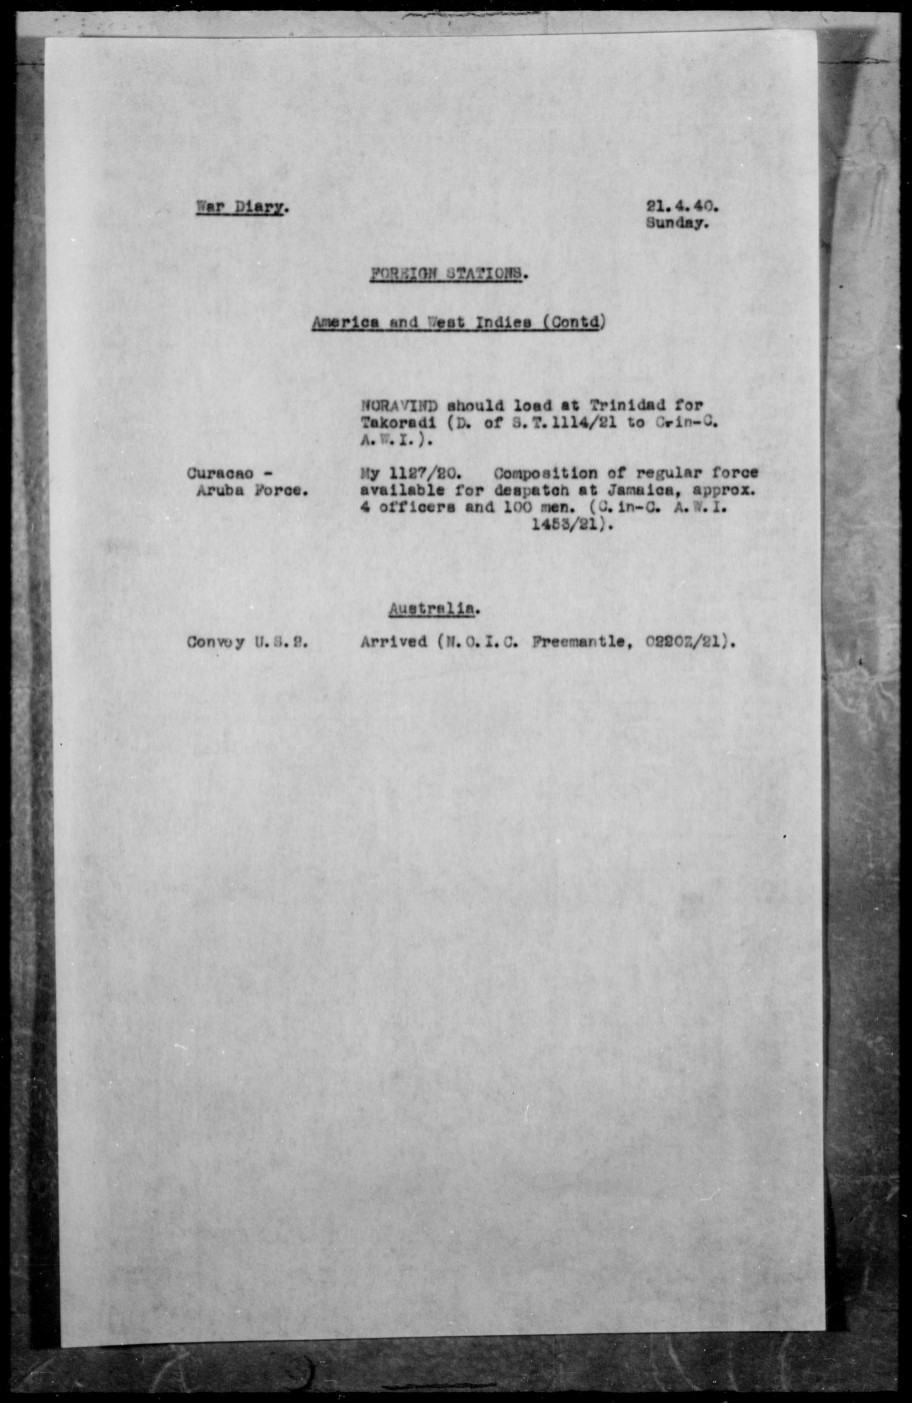 War Diary.
21.4.40.
Sunday.
FOREIGN STATIONS.
America and West Indies (Contd)
NORAVIND should load at Trinidad for
Takoradi (D. of S.T.1114/21 to C-in-C.
A.W.I.).
Curacao -
Aruba Force.
My 1127/20. Composition of regular force
available for despatch at Jamaica, approx.
4 officers and 100 men. (C.in-C. A.W.I.
1453/21).
Australia.
Convoy U.S.2.
Arrived (N.O.I.C. Freemantle, 0220Z/21).